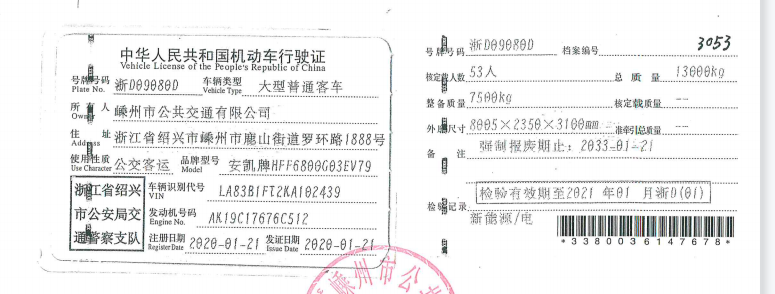 中华人民共和国机动车行驶证
Vehicle License of the People's Republic of China
号牌号码 Plate No. 浙D09080D 车辆类型 Vehicle Type 大型普通客车
所有人 Owner 嵊州市公共交通有限公司
住址 Address 浙江省绍兴市嵊州市鹿山街道罗环路1888号
使用性质 Use Character 公交客运 品牌型号 Model 安凯牌HFF6800G03EV79
浙江省绍兴市公安局交通警察支队
车辆识别代号 VIN LA83B1FT2KA102439
发动机号码 Engine No. AK19C17676C512
注册日期 Register Date 2020-01-21 发证日期 Issue Date 2020-01-21
号牌号码 浙D09080D 档案编号 3053
核定载人数 53人 总质量 13000kg
整备质量 7500kg 核定载质量 --
外廓尺寸 8005×2350×3100mm 准牵引总质量 --
备注 强制报废期止：2033-01-21
检验有效期至2021年01月浙D(01)
检验记录
新能源/电
*3380036147678*
嵊州市公